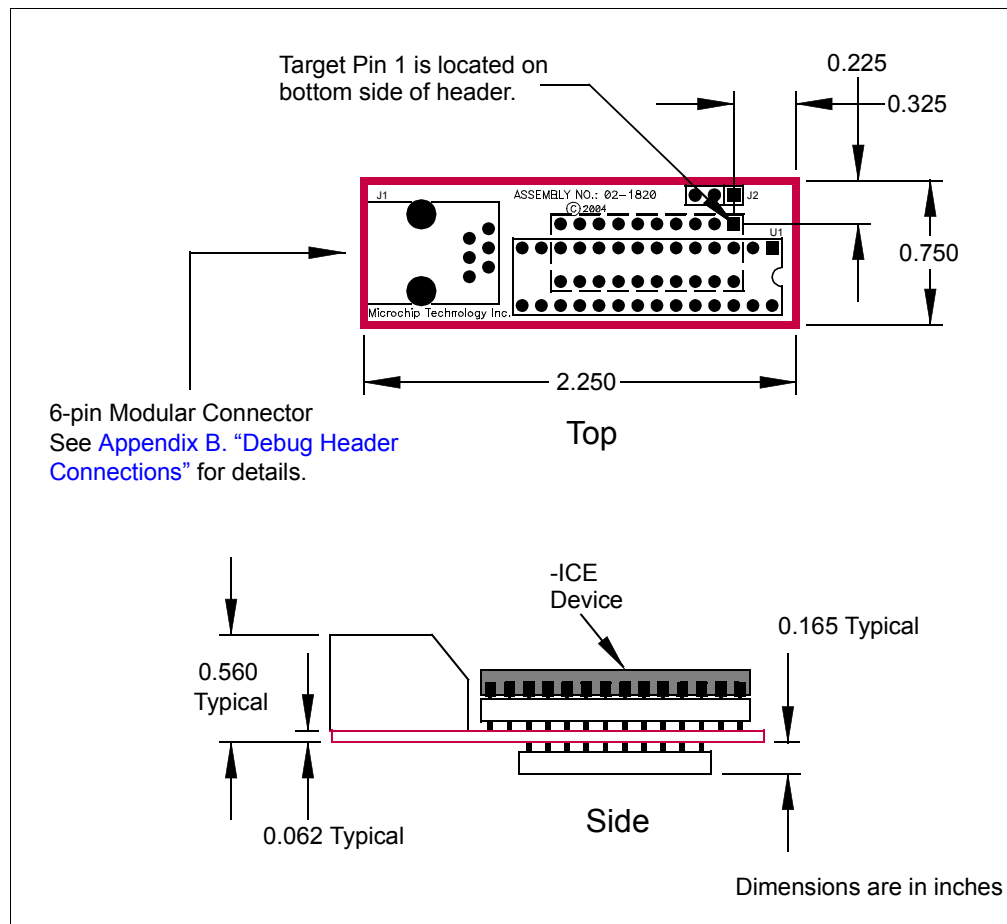 Target Pin 1 is located on
bottom side of header.
0.225
0.325
J1
ASSEMBLY NO.: 02-1820
©2004
J2
U1
0.750
Microchip Technology Inc.
2.250
6-pin Modular Connector
See Appendix B. “Debug Header
Connections” for details.
Top
-ICE
Device
0.165 Typical
0.560
Typical
0.062 Typical
Side
Dimensions are in inches